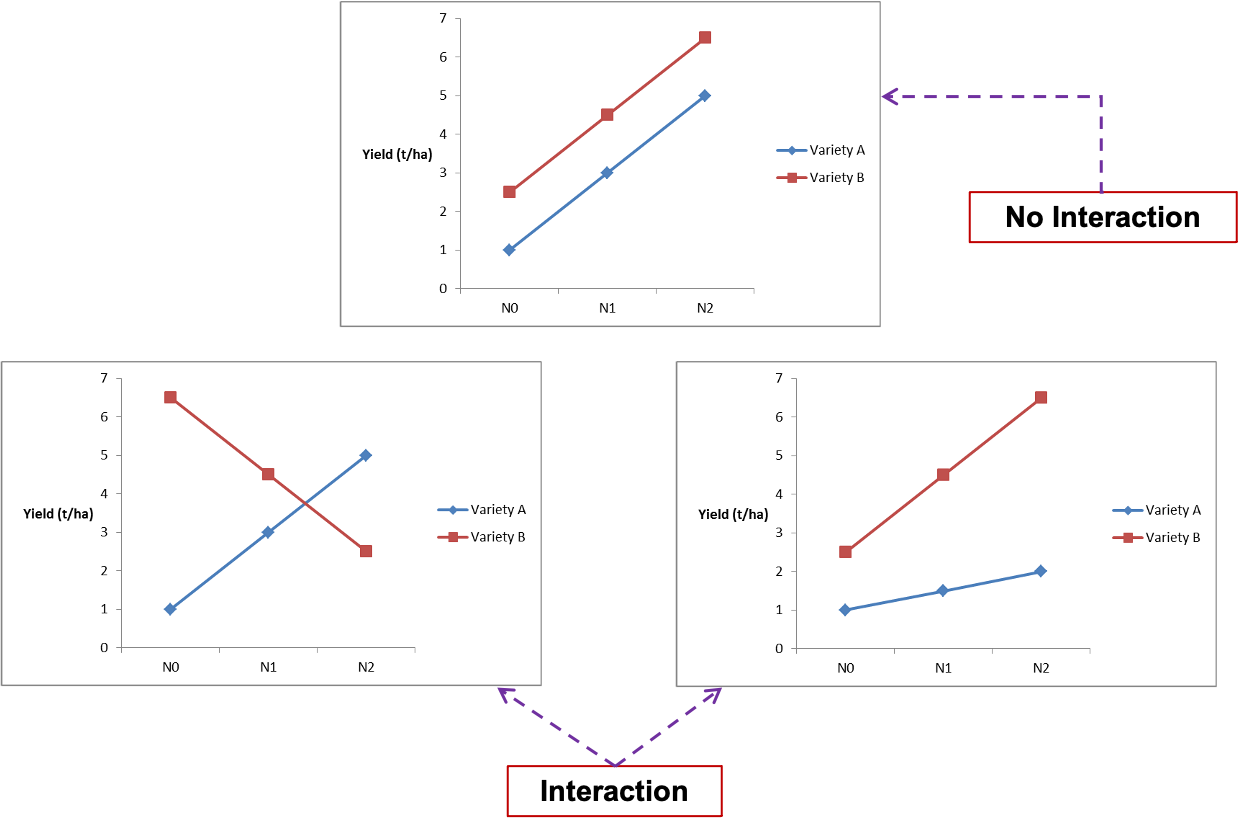 7
6
5
4
3
2
1
0
Yield (t/ha)
N0 N1 N2
Variety A
Variety B
No Interaction
7
6
5
4
3
2
1
0
Yield (t/ha)
N0 N1 N2
Variety A
Variety B
7
6
5
4
3
2
1
0
Yield (t/ha)
N0 N1 N2
Variety A
Variety B
Interaction